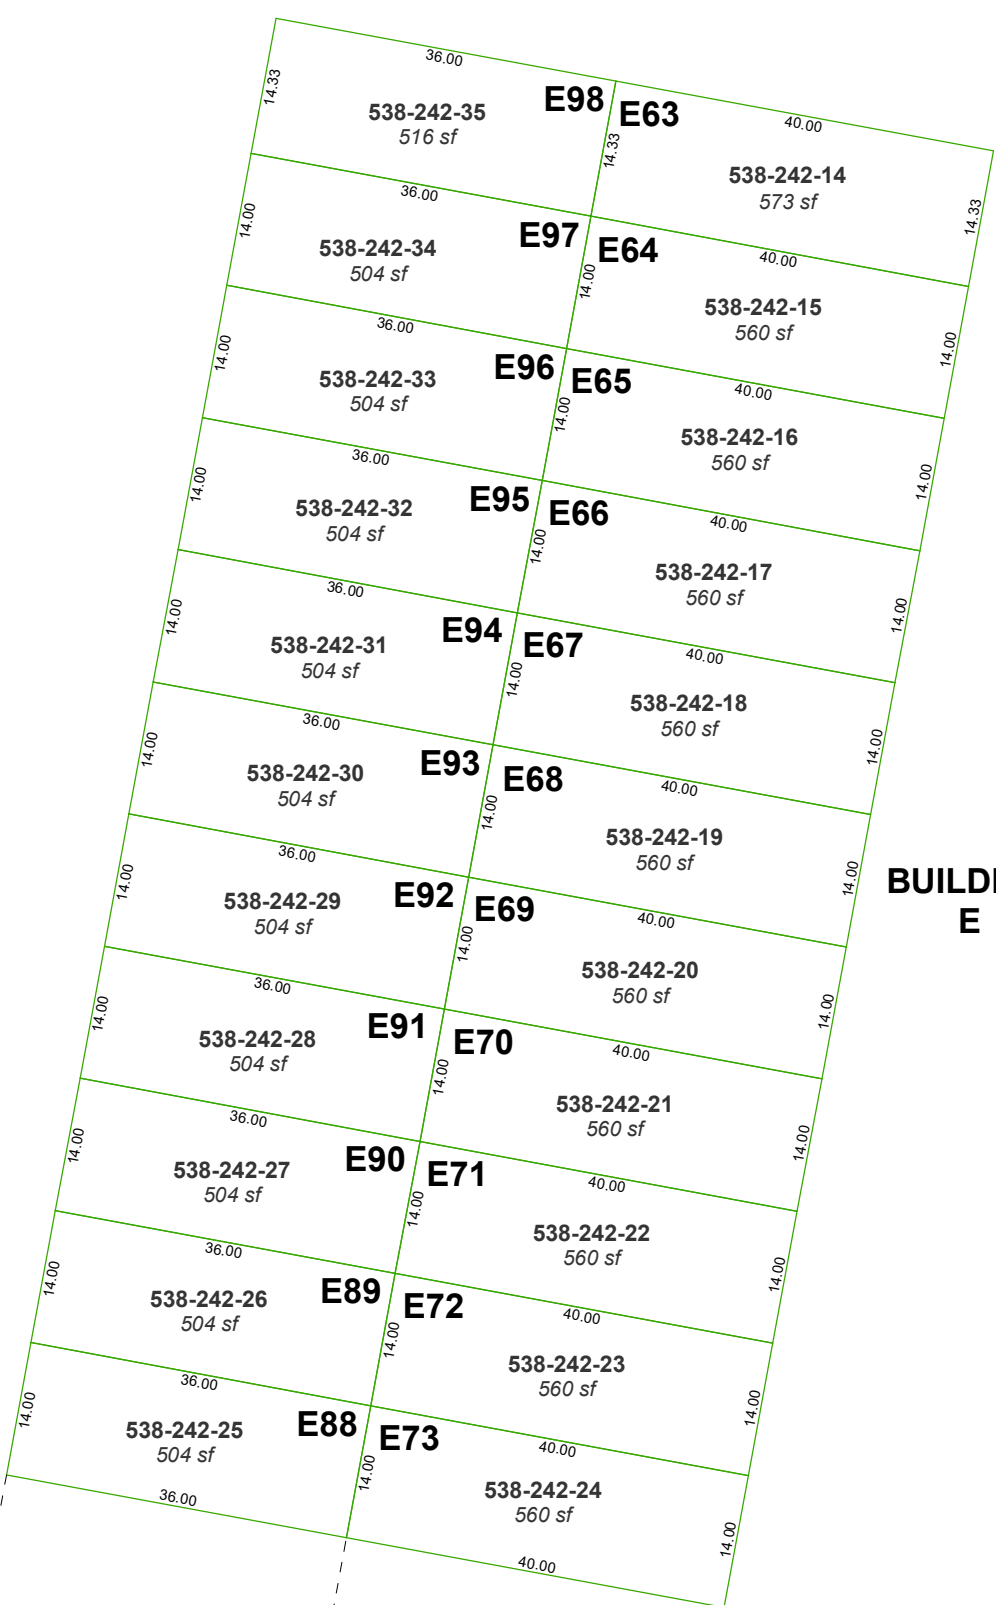 36.00
14.33
538-242-35
516 sf
E98
E63
14.33
40.00
538-242-14
573 sf
14.33
36.00
14.00
538-242-34
504 sf
E97
E64
14.00
40.00
538-242-15
560 sf
14.00
36.00
14.00
538-242-33
504 sf
E96
E65
14.00
40.00
538-242-16
560 sf
14.00
36.00
14.00
538-242-32
504 sf
E95
E66
14.00
40.00
538-242-17
560 sf
14.00
36.00
14.00
538-242-31
504 sf
E94
E67
14.00
40.00
538-242-18
560 sf
14.00
36.00
14.00
538-242-30
504 sf
E93
E68
14.00
40.00
538-242-19
560 sf
14.00
BUILDI
E
36.00
14.00
538-242-29
504 sf
E92
E69
14.00
40.00
538-242-20
560 sf
14.00
36.00
14.00
538-242-28
504 sf
E91
E70
14.00
40.00
538-242-21
560 sf
14.00
36.00
14.00
538-242-27
504 sf
E90
E71
14.00
40.00
538-242-22
560 sf
14.00
36.00
14.00
538-242-26
504 sf
E89
E72
14.00
40.00
538-242-23
560 sf
14.00
36.00
14.00
538-242-25
504 sf
E88
E73
14.00
40.00
538-242-24
560 sf
14.00
36.00
40.00